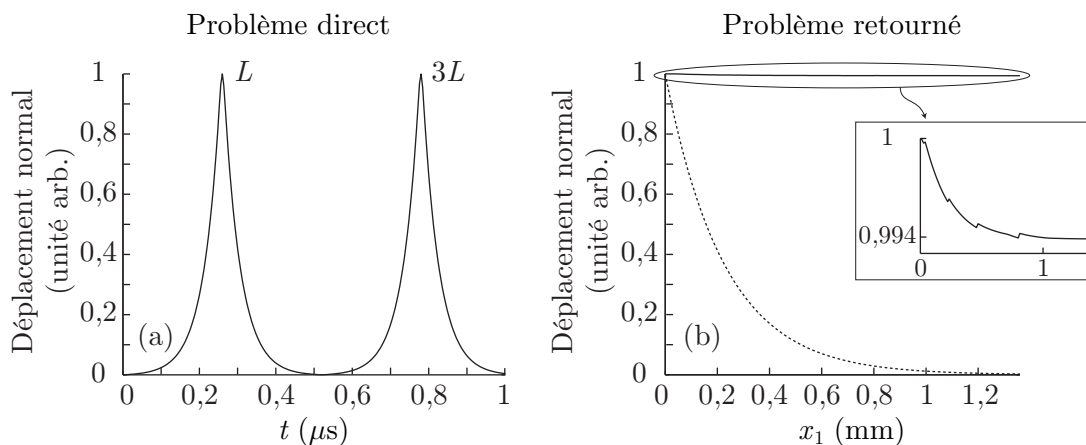 Problème direct
Déplacement normal
(unité arb.)
1
0,8
0,6
0,4
0,2
0
L
3L
(a)
0 0,2 0,4 0,6 0,8 1
t (μs)
Problème retourné
Déplacement normal
(unité arb.)
1
0,8
0,6
0,4
0,2
0
1
0,994
0 1
(b)
0 0,2 0,4 0,6 0,8 1 1,2
x₁ (mm)